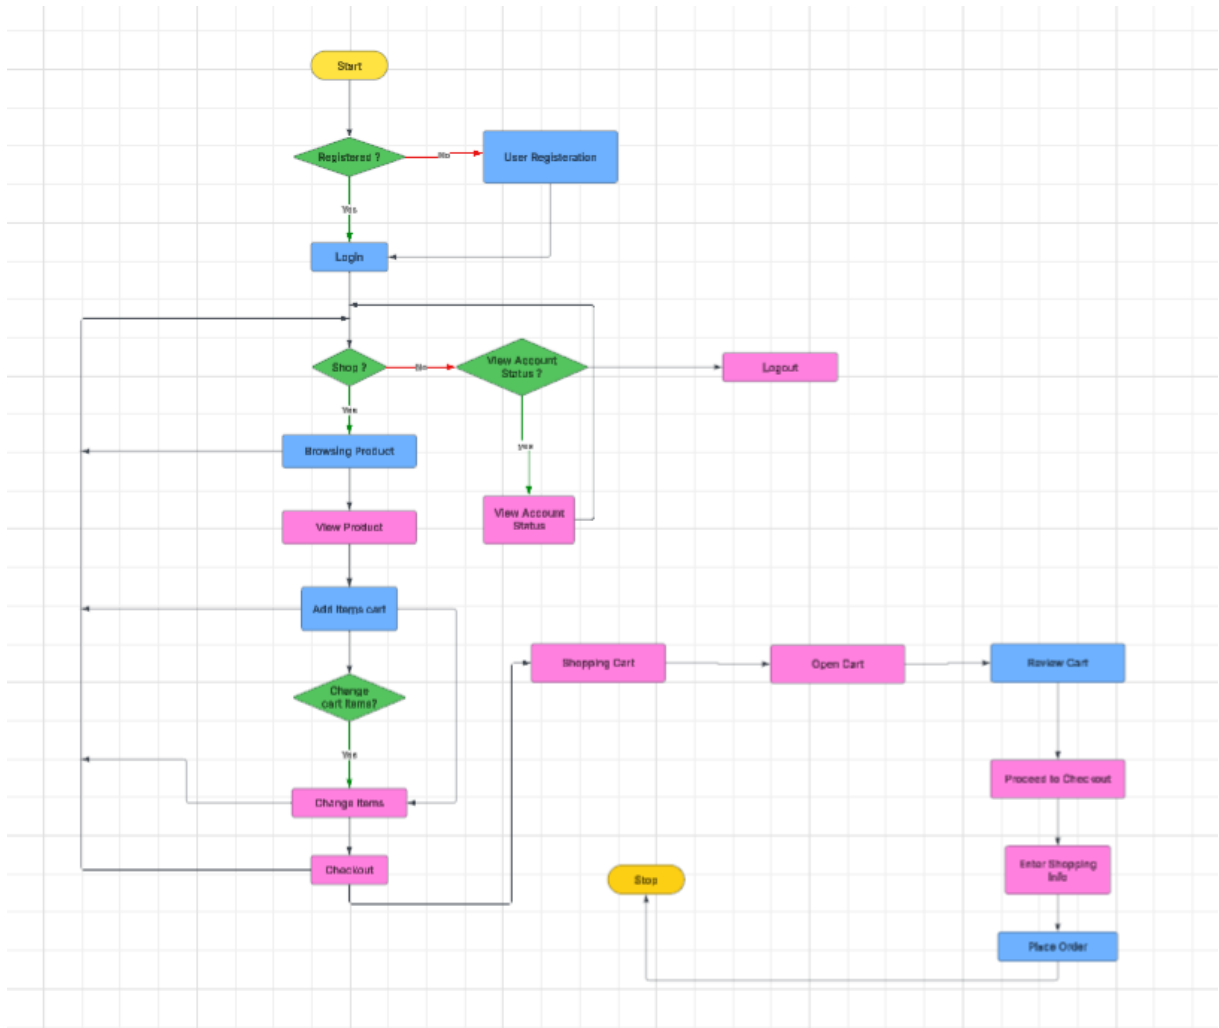 Start
Registered ?
No
User Registeration
Yes
Login
Shop ?
No
View Account
Status ?
Logout
Yes
Browsing Product
yes
View Account
Status
View Product
Add Items cart
Shopping Cart
Open Cart
Review Cart
Change
cart Items?
Yes
Proceed to Checkout
Change Items
Checkout
Enter Shopping
Info
Stop
Place Order